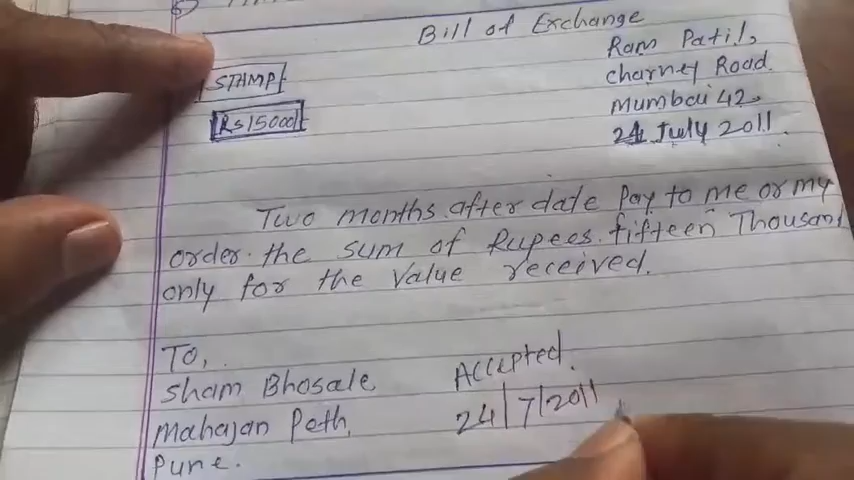 Bill of Exchange
STAMP
Rs 15000/-
Ram Patil,
charney Road.
Mumbai 42,
24 July 2011.
Two months after date Pay to me or my
order the sum of Rupees fifteen Thousand
only for the value received.
To,
Sham Bhosale,
Mahajan Peth,
Pune.
Accepted.
24/7/2011